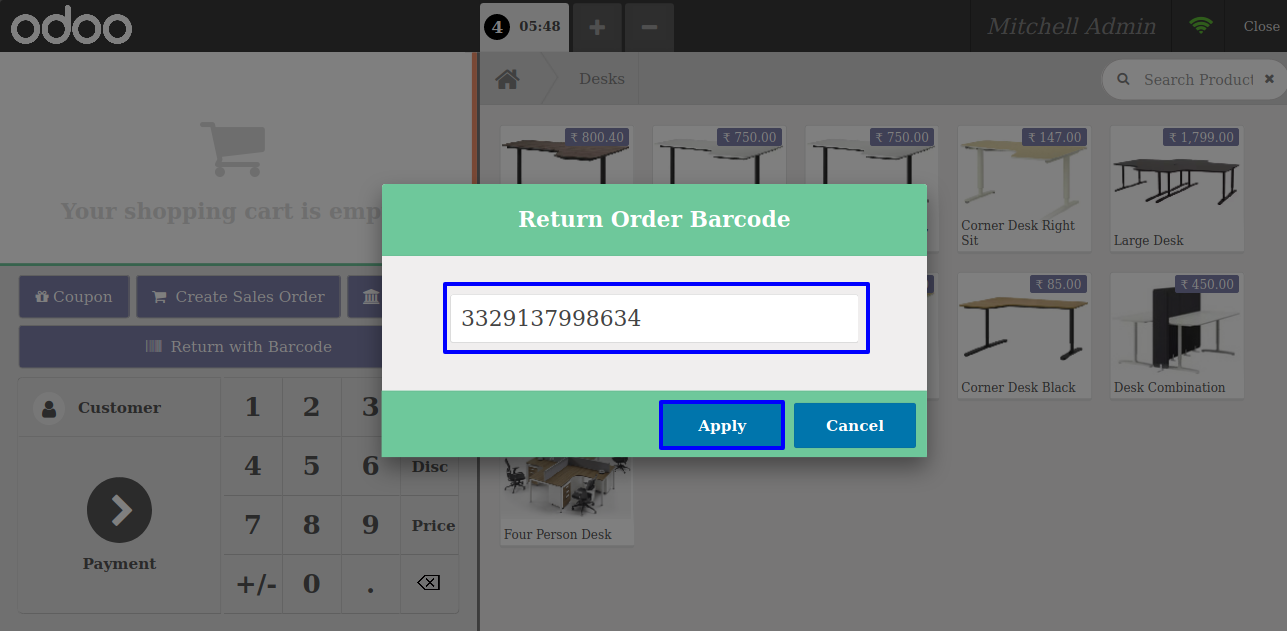 odoo
4 05:48 + −
Mitchell Admin
Close
Desks
Search Product
Your shopping cart is emp
Coupon
Create Sales Order
Return with Barcode
Customer
Payment
1 2 3
4 5 6 Disc
7 8 9 Price
+/- 0 .
₹ 800.40
₹ 750.00
₹ 750.00
₹ 147.00
Corner Desk Right
Sit
₹ 1,799.00
Large Desk
₹ 85.00
Corner Desk Black
₹ 450.00
Desk Combination
Four Person Desk
Return Order Barcode
3329137998634
Apply
Cancel